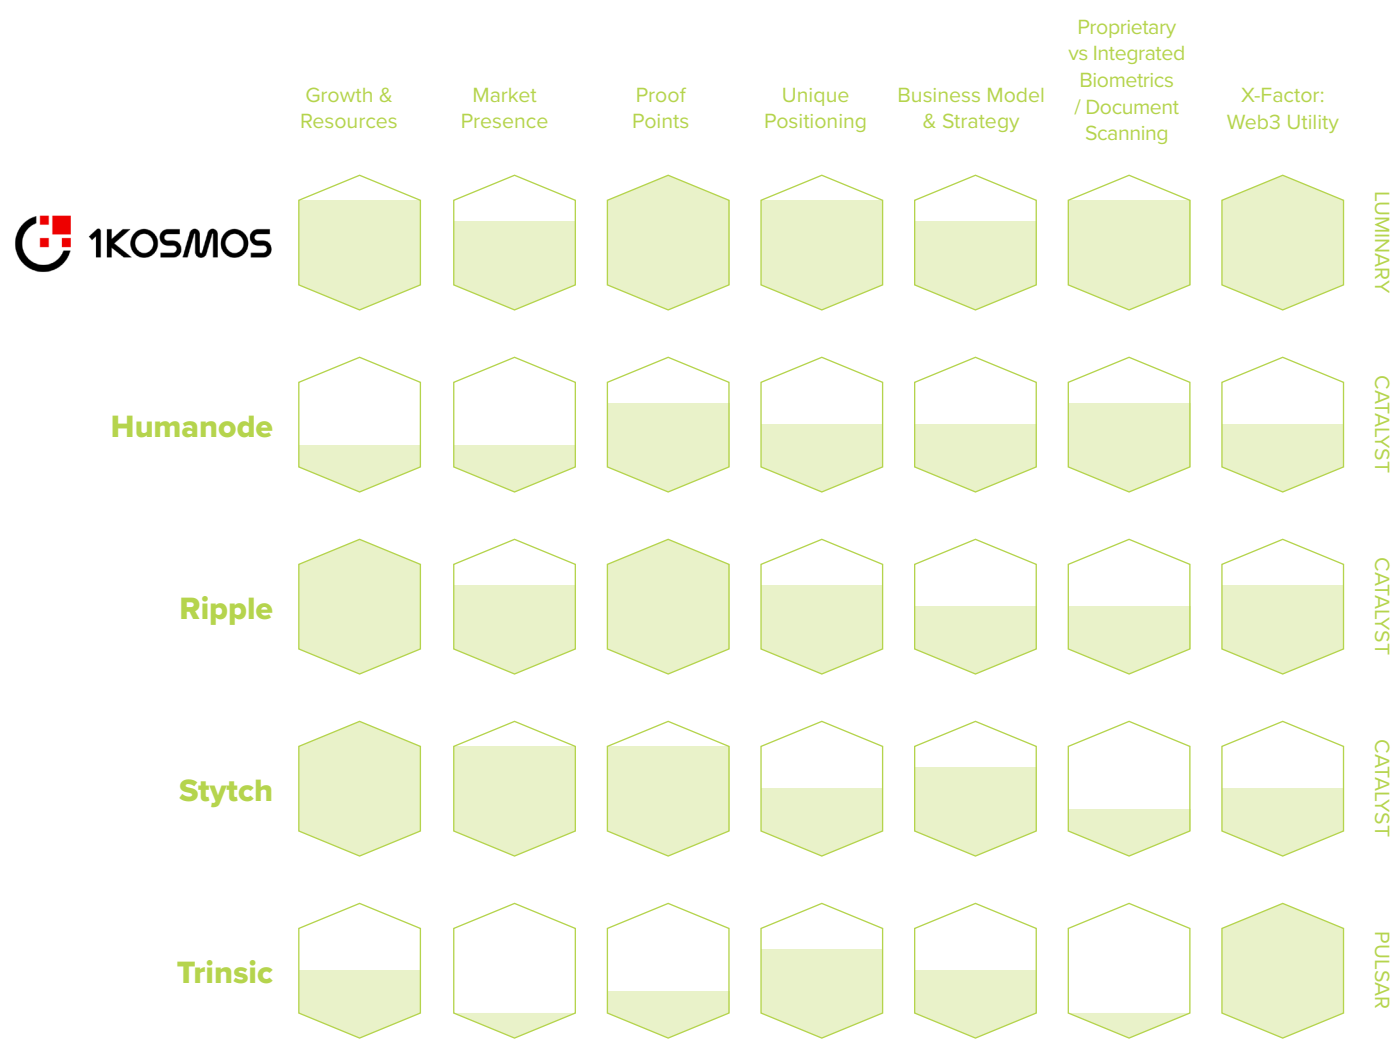 Growth &
Resources
Market
Presence
Proof
Points
Unique
Positioning
Business Model
& Strategy
Proprietary
vs Integrated
Biometrics
/ Document
Scanning
X-Factor:
Web3 Utility
1KOSMOS
LUMINARY
Humanode
CATALYST
Ripple
CATALYST
Stytch
CATALYST
Trinsic
PULSAR